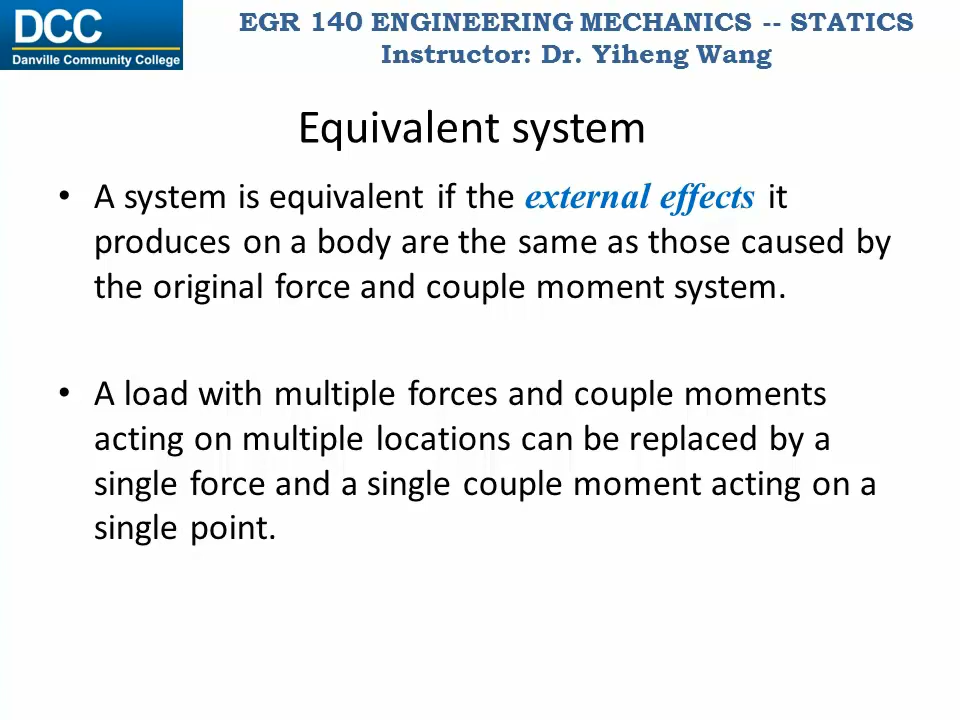 DCC
Danville Community College
EGR 140 ENGINEERING MECHANICS -- STATICS
Instructor: Dr. Yiheng Wang
Equivalent system
• A system is equivalent if the external effects it
produces on a body are the same as those caused by
the original force and couple moment system.
• A load with multiple forces and couple moments
acting on multiple locations can be replaced by a
single force and a single couple moment acting on a
single point.